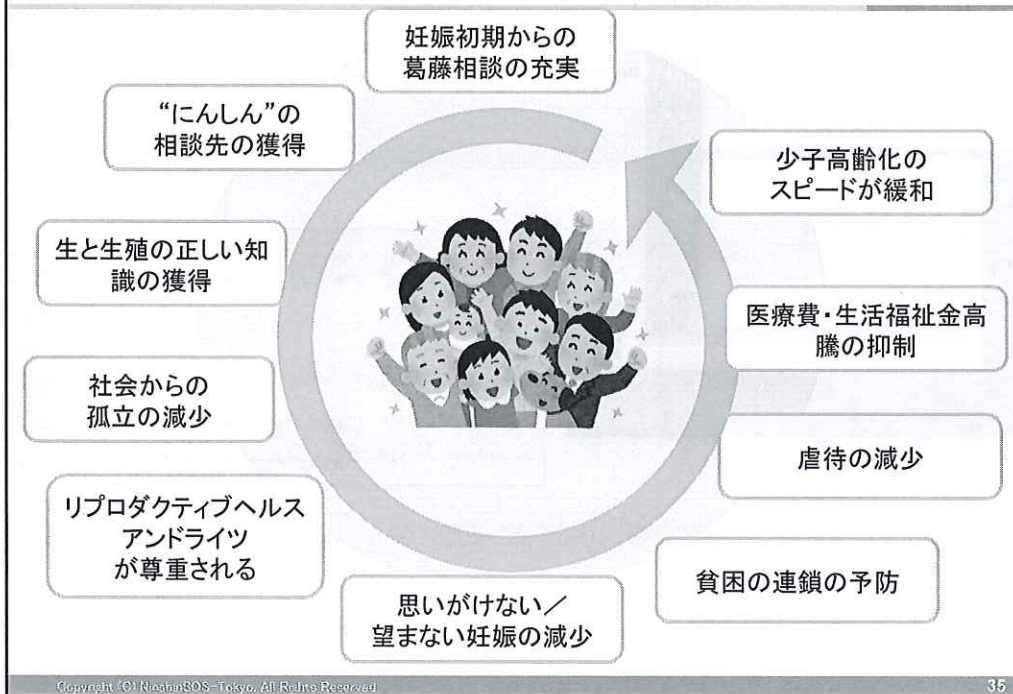 妊娠初期からの
葛藤相談の充実
“にんしん”の
相談先の獲得
生と生殖の正しい知
識の獲得
社会からの
孤立の減少
リプロダクティブヘルス
アンドライツ
が尊重される
思いがけない／
望まない妊娠の減少
貧困の連鎖の予防
虐待の減少
医療費・生活福祉金高
騰の抑制
少子高齢化の
スピードが緩和
Copyright (C) NinshinSOS-Tokyo. All Rights Reserved
35